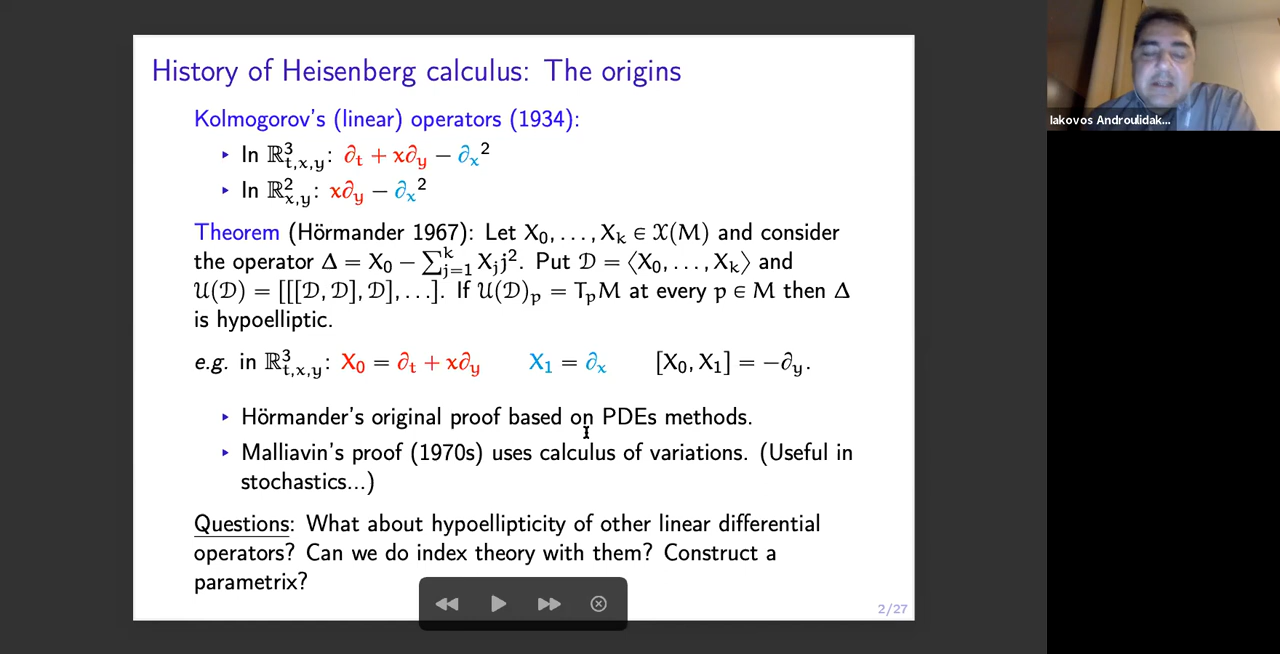 History of Heisenberg calculus: The origins
Kolmogorov's (linear) operators (1934):
‣ In ℝ³ₜ,ₓ,ᵧ: ∂ₜ + x∂ᵧ − ∂ₓ²
‣ In ℝ²ₓ,ᵧ: x∂ᵧ − ∂ₓ²
Theorem (Hörmander 1967): Let X₀, . . . , Xₖ ∈ 𝒳(M) and consider
the operator Δ = X₀ − ∑ᵏⱼ₌₁ Xⱼj². Put 𝒟 = ⟨X₀, . . . , Xₖ⟩ and
𝒰(𝒟) = [[[𝒟, 𝒟], 𝒟], . . .]. If 𝒰(𝒟)ₚ = TₚM at every p ∈ M then Δ
is hypoelliptic.
e.g. in ℝ³ₜ,ₓ,ᵧ: X₀ = ∂ₜ + x∂ᵧ X₁ = ∂ₓ [X₀, X₁] = −∂ᵧ.
‣ Hörmander's original proof based on PDEs methods.
‣ Malliavin's proof (1970s) uses calculus of variations. (Useful in
stochastics...)
Questions: What about hypoellipticity of other linear differential
operators? Can we do index theory with them? Construct a
parametrix?
2/27
Iakovos Androulidak...